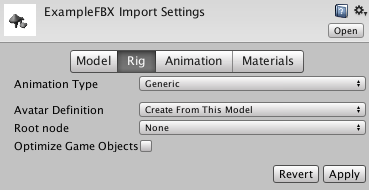 ExampleFBX Import Settings
Open
Model Rig Animation Materials
Animation Type Generic
Avatar Definition Create From This Model
Root node None
Optimize Game Objects
Revert Apply